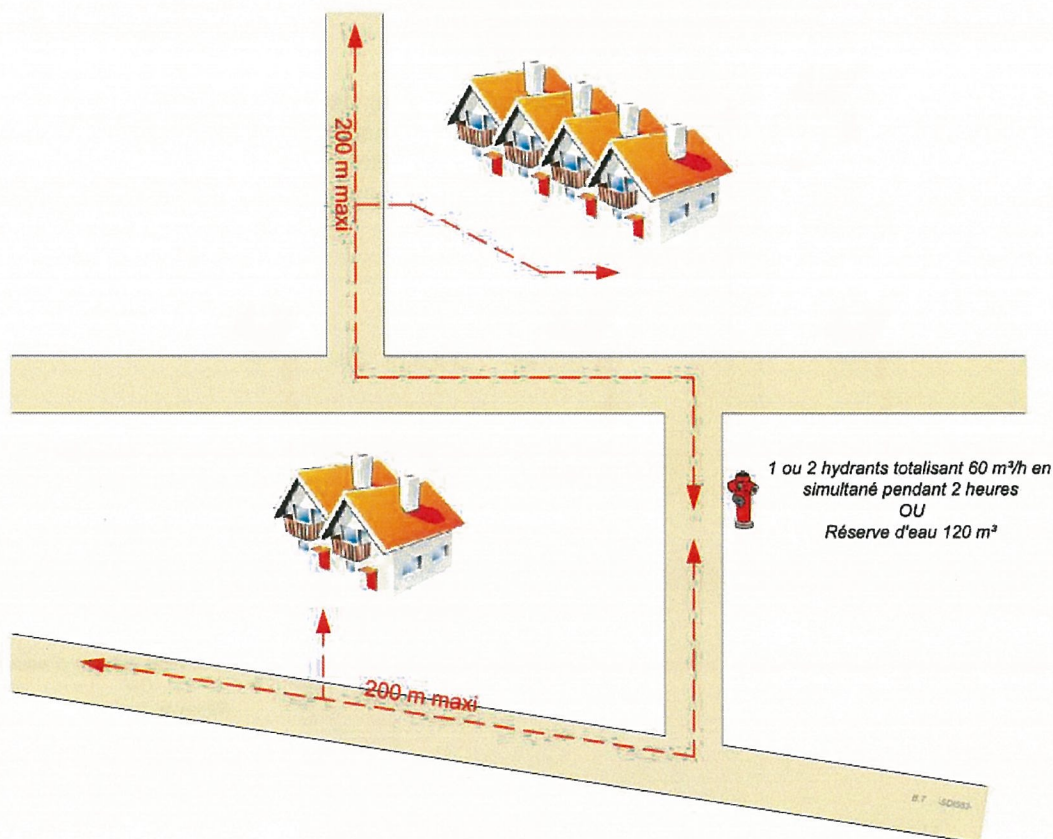 200 m maxi
1 ou 2 hydrants totalisant 60 m³/h en
simultané pendant 2 heures
OU
Réserve d'eau 120 m³
200 m maxi